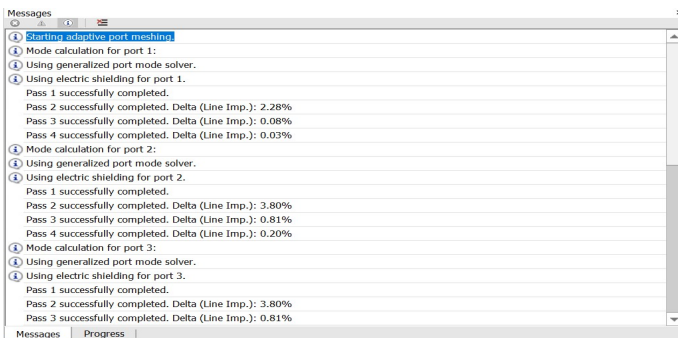 Messages
Starting adaptive port meshing.
Mode calculation for port 1:
Using generalized port mode solver.
Using electric shielding for port 1.
Pass 1 successfully completed.
Pass 2 successfully completed. Delta (Line Imp.): 2.28%
Pass 3 successfully completed. Delta (Line Imp.): 0.08%
Pass 4 successfully completed. Delta (Line Imp.): 0.03%
Mode calculation for port 2:
Using generalized port mode solver.
Using electric shielding for port 2.
Pass 1 successfully completed.
Pass 2 successfully completed. Delta (Line Imp.): 3.80%
Pass 3 successfully completed. Delta (Line Imp.): 0.81%
Pass 4 successfully completed. Delta (Line Imp.): 0.20%
Mode calculation for port 3:
Using generalized port mode solver.
Using electric shielding for port 3.
Pass 1 successfully completed.
Pass 2 successfully completed. Delta (Line Imp.): 3.80%
Pass 3 successfully completed. Delta (Line Imp.): 0.81%
Messages Progress